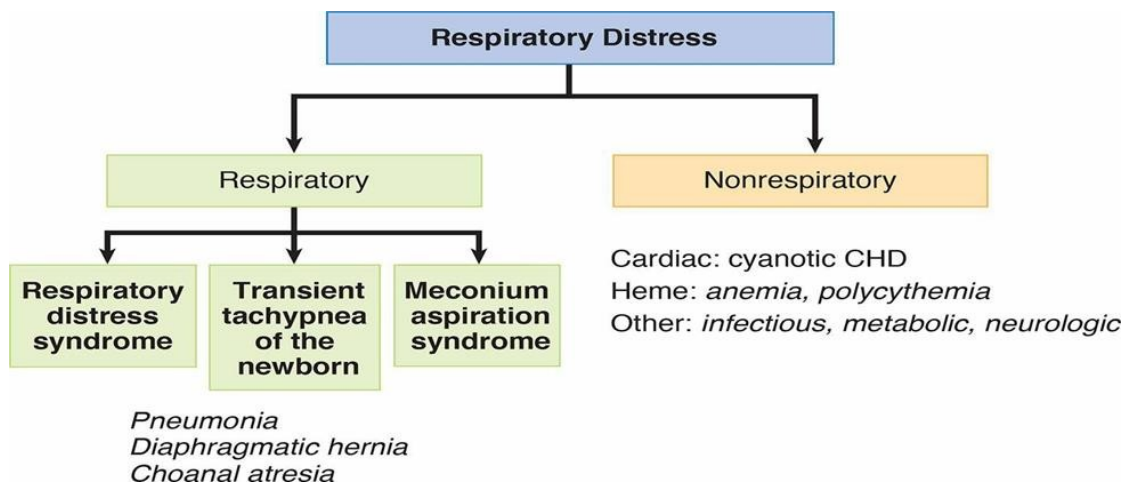 Respiratory Distress
Respiratory
Nonrespiratory
Respiratory
distress
syndrome
Transient
tachypnea
of the
newborn
Meconium
aspiration
syndrome
Pneumonia
Diaphragmatic hernia
Choanal atresia
Cardiac: cyanotic CHD
Heme: anemia, polycythemia
Other: infectious, metabolic, neurologic